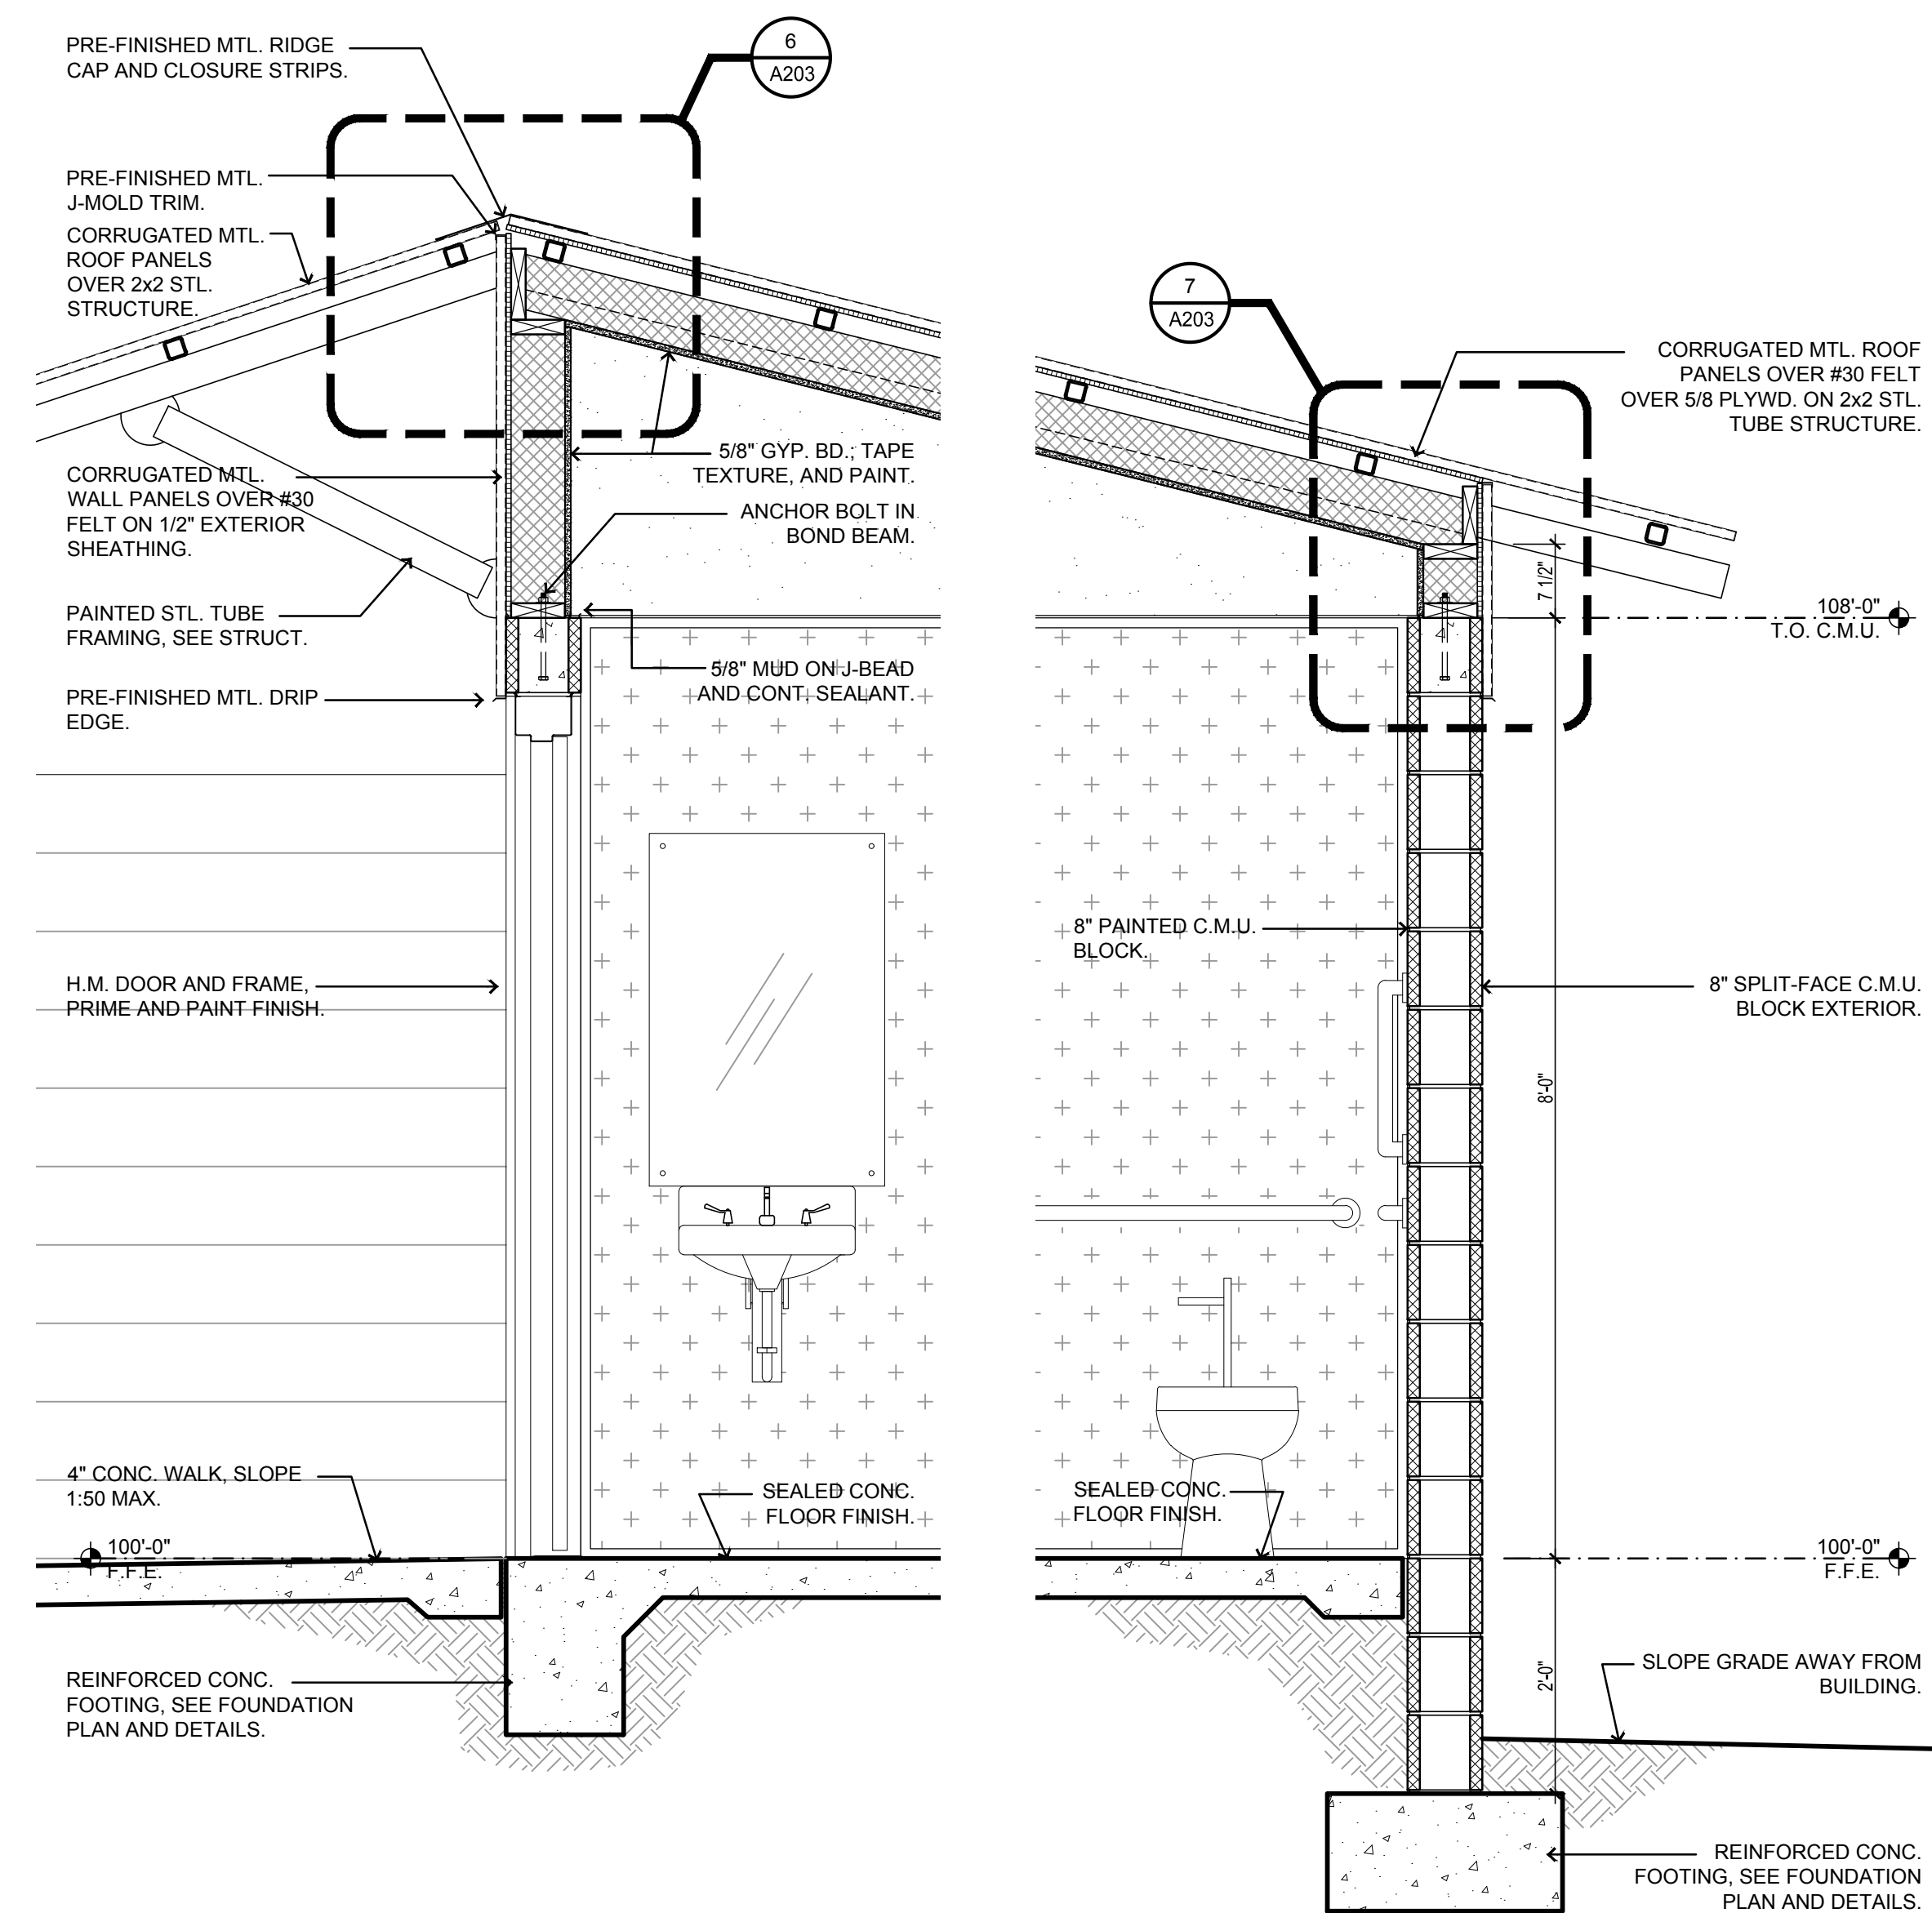 PRE-FINISHED MTL. RIDGE
CAP AND CLOSURE STRIPS.
6
A203
PRE-FINISHED MTL.
J-MOLD TRIM.
CORRUGATED MTL.
ROOF PANELS
OVER 2x2 STL.
STRUCTURE.
CORRUGATED MTL.
WALL PANELS OVER #30
FELT ON 1/2" EXTERIOR
SHEATHING.
PAINTED STL. TUBE
FRAMING, SEE STRUCT.
PRE-FINISHED MTL. DRIP
EDGE.
H.M. DOOR AND FRAME,
PRIME AND PAINT FINISH.
4" CONC. WALK, SLOPE
1:50 MAX.
100'-0"
F.F.E.
REINFORCED CONC.
FOOTING, SEE FOUNDATION
PLAN AND DETAILS.
5/8" GYP. BD.; TAPE
TEXTURE, AND PAINT.
ANCHOR BOLT IN
BOND BEAM.
5/8" MUD ON J-BEAD
AND CONT. SEALANT.
SEALED CONC.
FLOOR FINISH.
7
A203
CORRUGATED MTL. ROOF
PANELS OVER #30 FELT
OVER 5/8 PLYWD. ON 2x2 STL.
TUBE STRUCTURE.
7 1/2"
108'-0"
T.O. C.M.U.
8" PAINTED C.M.U.
BLOCK.
8" SPLIT-FACE C.M.U.
BLOCK EXTERIOR.
8'-0"
SEALED CONC.
FLOOR FINISH.
100'-0"
F.F.E.
2'-0"
SLOPE GRADE AWAY FROM
BUILDING.
REINFORCED CONC.
FOOTING, SEE FOUNDATION
PLAN AND DETAILS.